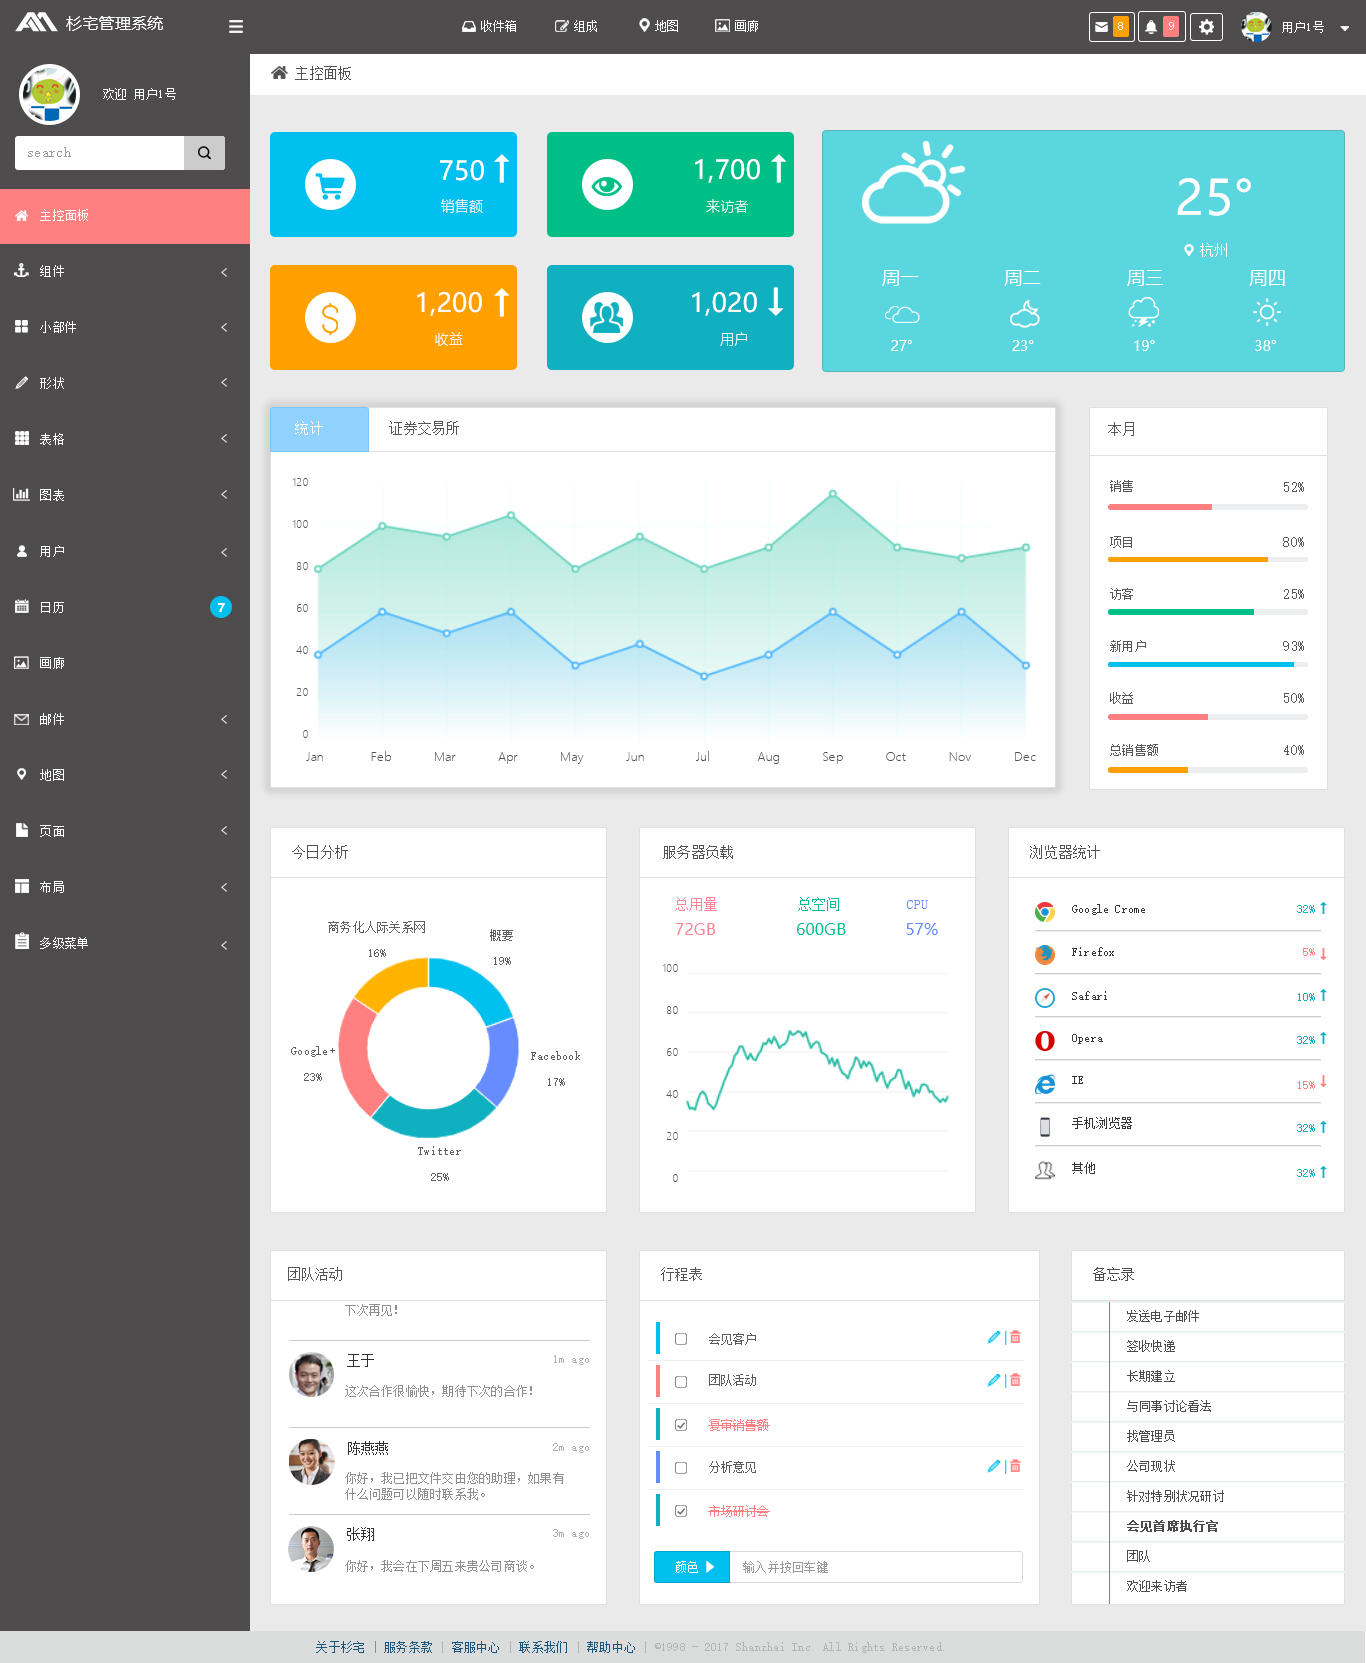 杉宅管理系统
收件箱 组成 地图 画廊
8 9 用户1号
欢迎 用户1号
search
主控面板
组件
小部件
形状
表格
图表
用户
日历 7
画廊
邮件
地图
页面
布局
多级菜单
主控面板
750
销售额
1,700
来访者
1,200
收益
1,020
用户
25°
杭州
周一 周二 周三 周四
27° 23° 19° 38°
统计 证券交易所
120
100
80
60
40
20
0
Jan Feb Mar Apr May Jun Jul Aug Sep Oct Nov Dec
本月
销售 52%
项目 80%
访客 25%
新用户 93%
收益 50%
总销售额 40%
今日分析
商务化人际关系网
16%
概要
19%
Google+
23%
Facebook
17%
Twitter
25%
服务器负载
总用量 总空间 CPU
72GB 600GB 57%
100
80
60
40
20
0
浏览器统计
Google Crome 32%
Firefox 5%
Safari 10%
Opera 32%
IE 15%
手机浏览器 32%
其他 32%
团队活动
下次再见!
王于 1m ago
这次合作很愉快，期待下次的合作!
陈燕燕 2m ago
你好，我已把文件交由您的助理，如果有
什么问题可以随时联系我。
张翔 3m ago
你好，我会在下周五来贵公司商谈。
行程表
会见客户
团队活动
复审销售额
分析意见
市场研讨会
颜色 输入并按回车键
备忘录
发送电子邮件
签收快递
长期建立
与同事讨论看法
找管理员
公司现状
针对特别状况研讨
会见首席执行官
团队
欢迎来访者
关于杉宅 | 服务条款 | 客服中心 | 联系我们 | 帮助中心 | ©1998 - 2017 Shanzhai Inc. All Rights Reserved.